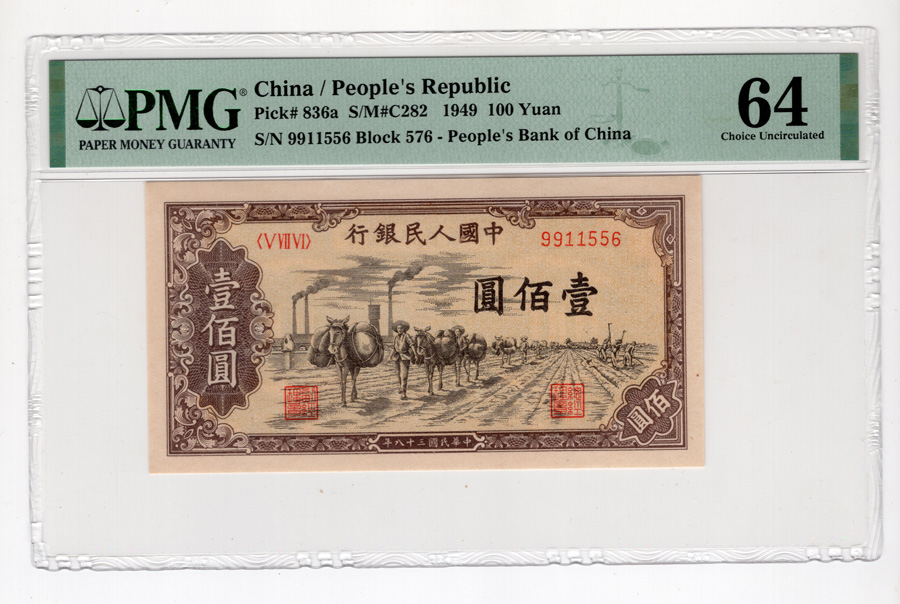 PMG®
PAPER MONEY GUARANTY
China / People's Republic
Pick# 836a S/M#C282 1949 100 Yuan
S/N 9911556 Block 576 - People's Bank of China
64
Choice Uncirculated
行銀民人國中
〈V VII VI〉
9911556
圓佰壹
壹佰圓
佰圓
年八十三國民華中